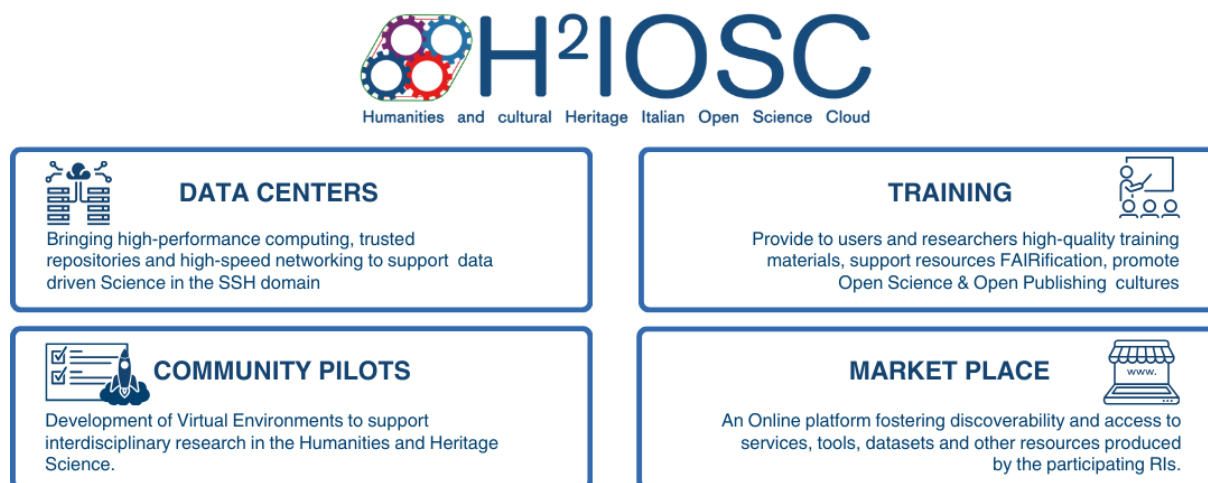 H²IOSC
Humanities and cultural Heritage Italian Open Science Cloud
DATA CENTERS
Bringing high-performance computing, trusted
repositories and high-speed networking to support data
driven Science in the SSH domain
TRAINING
Provide to users and researchers high-quality training
materials, support resources FAIRification, promote
Open Science & Open Publishing cultures
COMMUNITY PILOTS
Development of Virtual Environments to support
interdisciplinary research in the Humanities and Heritage
Science.
MARKET PLACE
www.
An Online platform fostering discoverability and access to
services, tools, datasets and other resources produced
by the participating RIs.